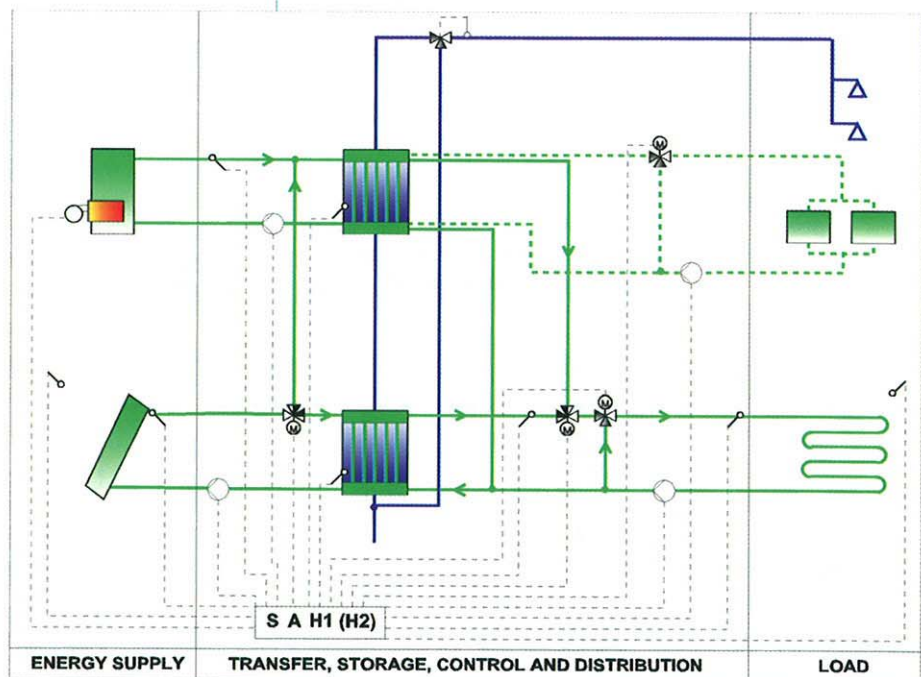 M
M
M
M
S A H1 (H2)
ENERGY SUPPLY
TRANSFER, STORAGE, CONTROL AND DISTRIBUTION
LOAD